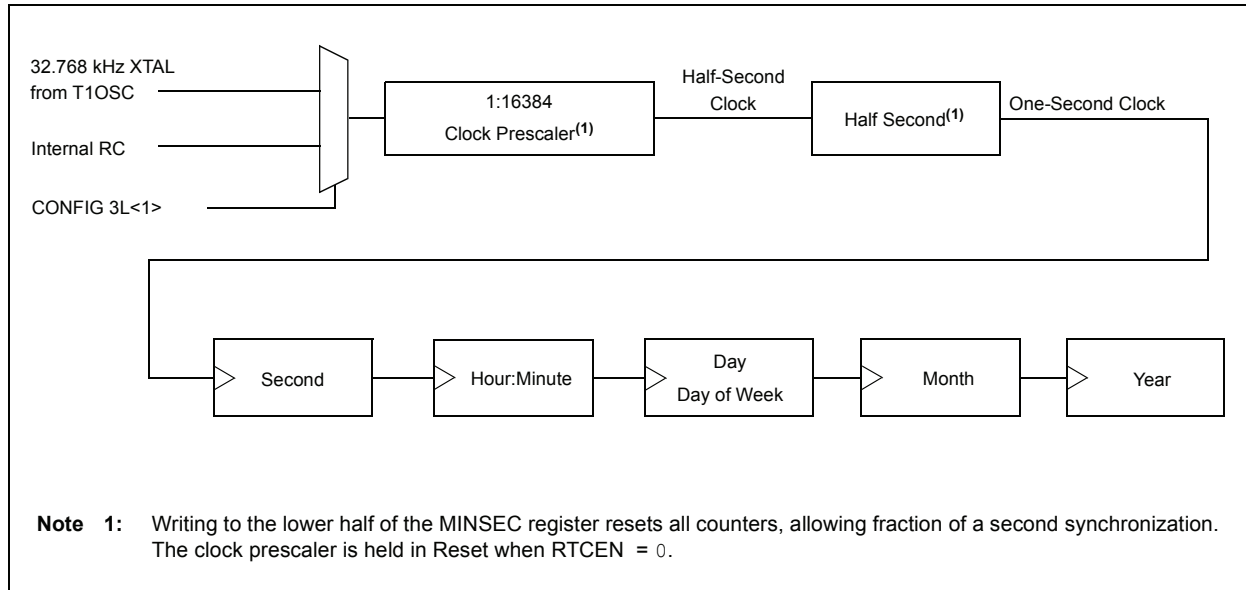 32.768 kHz XTAL
from T1OSC
Internal RC
CONFIG 3L<1>
1:16384
Clock Prescaler(1)
Half-Second
Clock
Half Second(1)
One-Second Clock
Second
Hour:Minute
Day
Day of Week
Month
Year
Note 1: Writing to the lower half of the MINSEC register resets all counters, allowing fraction of a second synchronization.
The clock prescaler is held in Reset when RTCEN = 0.